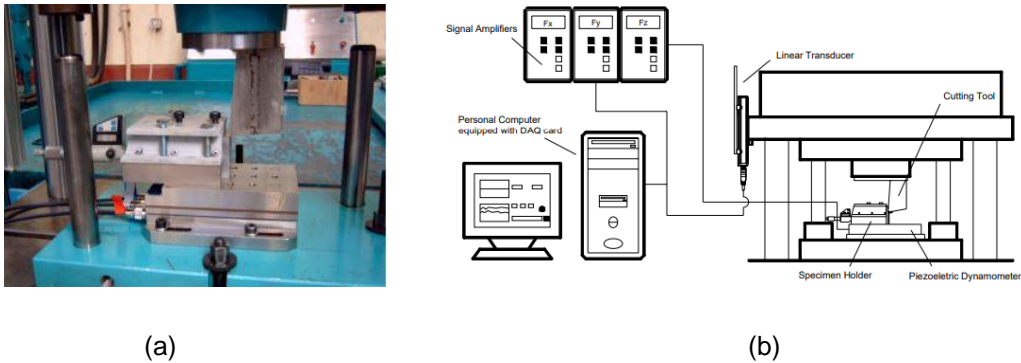 Fx Fy Fz
Signal Amplifiers
Linear Transducer
Cutting Tool
Personal Computer
equipped with DAQ card
Specimen Holder
Piezoeletric Dynamometer
(a) (b)